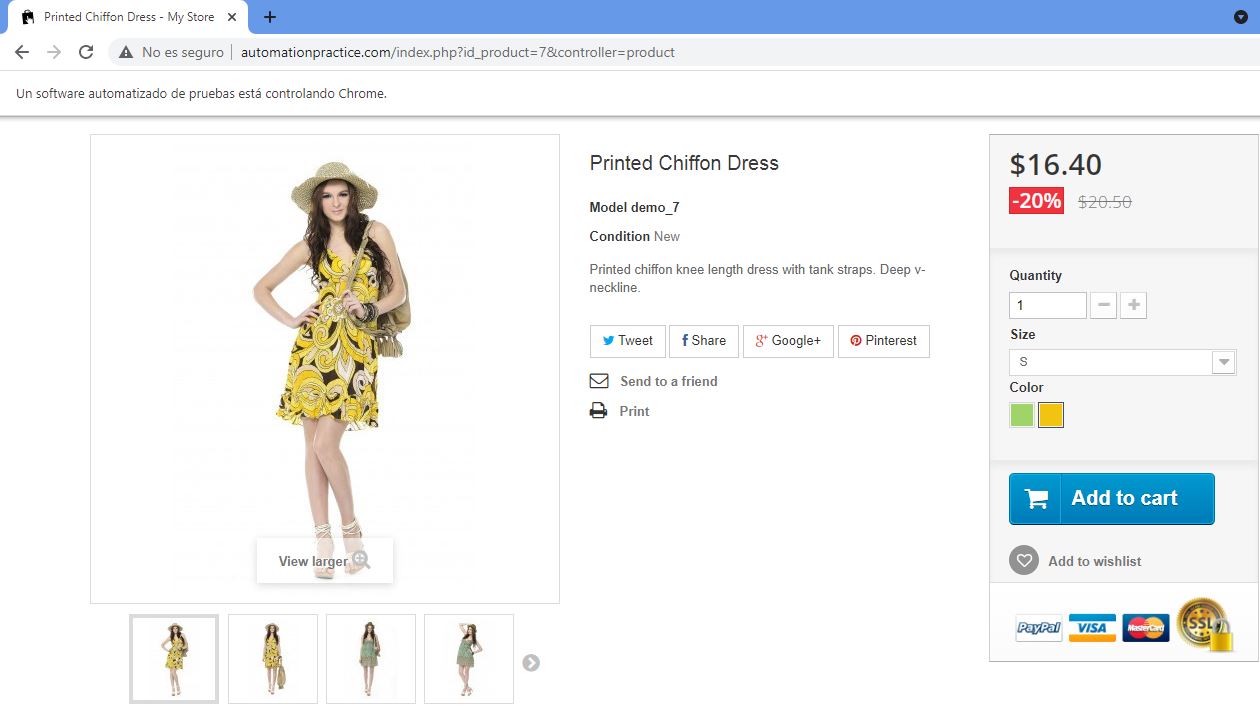 Printed Chiffon Dress - My Store
No es seguro
automationpractice.com/index.php?id_product=7&controller=product
Un software automatizado de pruebas está controlando Chrome.
View larger
Printed Chiffon Dress
Model demo_7
Condition New
Printed chiffon knee length dress with tank straps. Deep v-
neckline.
Tweet
Share
Google+
Pinterest
Send to a friend
Print
$16.40
-20% $20.50
Quantity
1
Size
S
Color
Add to cart
Add to wishlist
PayPal
VISA
MasterCard
SSL